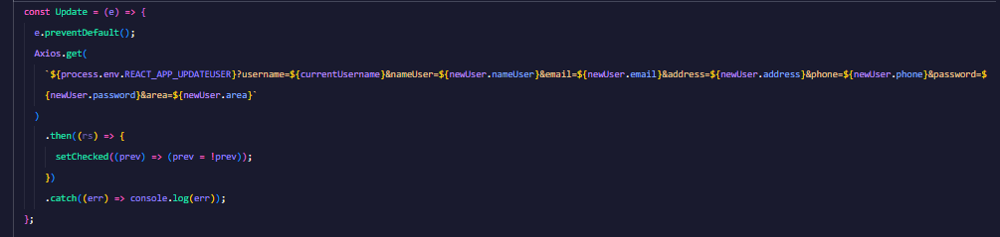 const Update = (e) => {
e.preventDefault();
Axios.get(
`${process.env.REACT_APP_UPDATEUSER}?username=${currentUsername}&nameUser=${newUser.nameUser}&email=${newUser.email}&address=${newUser.address}&phone=${newUser.phone}&password=$
{newUser.password}&area=${newUser.area}`
)
.then((rs) => {
setChecked((prev) => (prev = !prev));
})
.catch((err) => console.log(err));
};